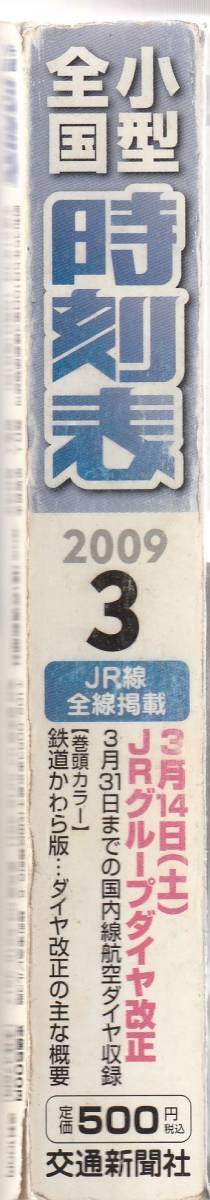 小型
全国
時刻表
2009
3
JR線
全線掲載
3月14日(土)
JRグループダイヤ改正
3月31日までの国内線航空ダイヤ収録
【巻頭カラー】
鉄道かわら版…ダイヤ改正の主な概要
定価500円税込
交通新聞社